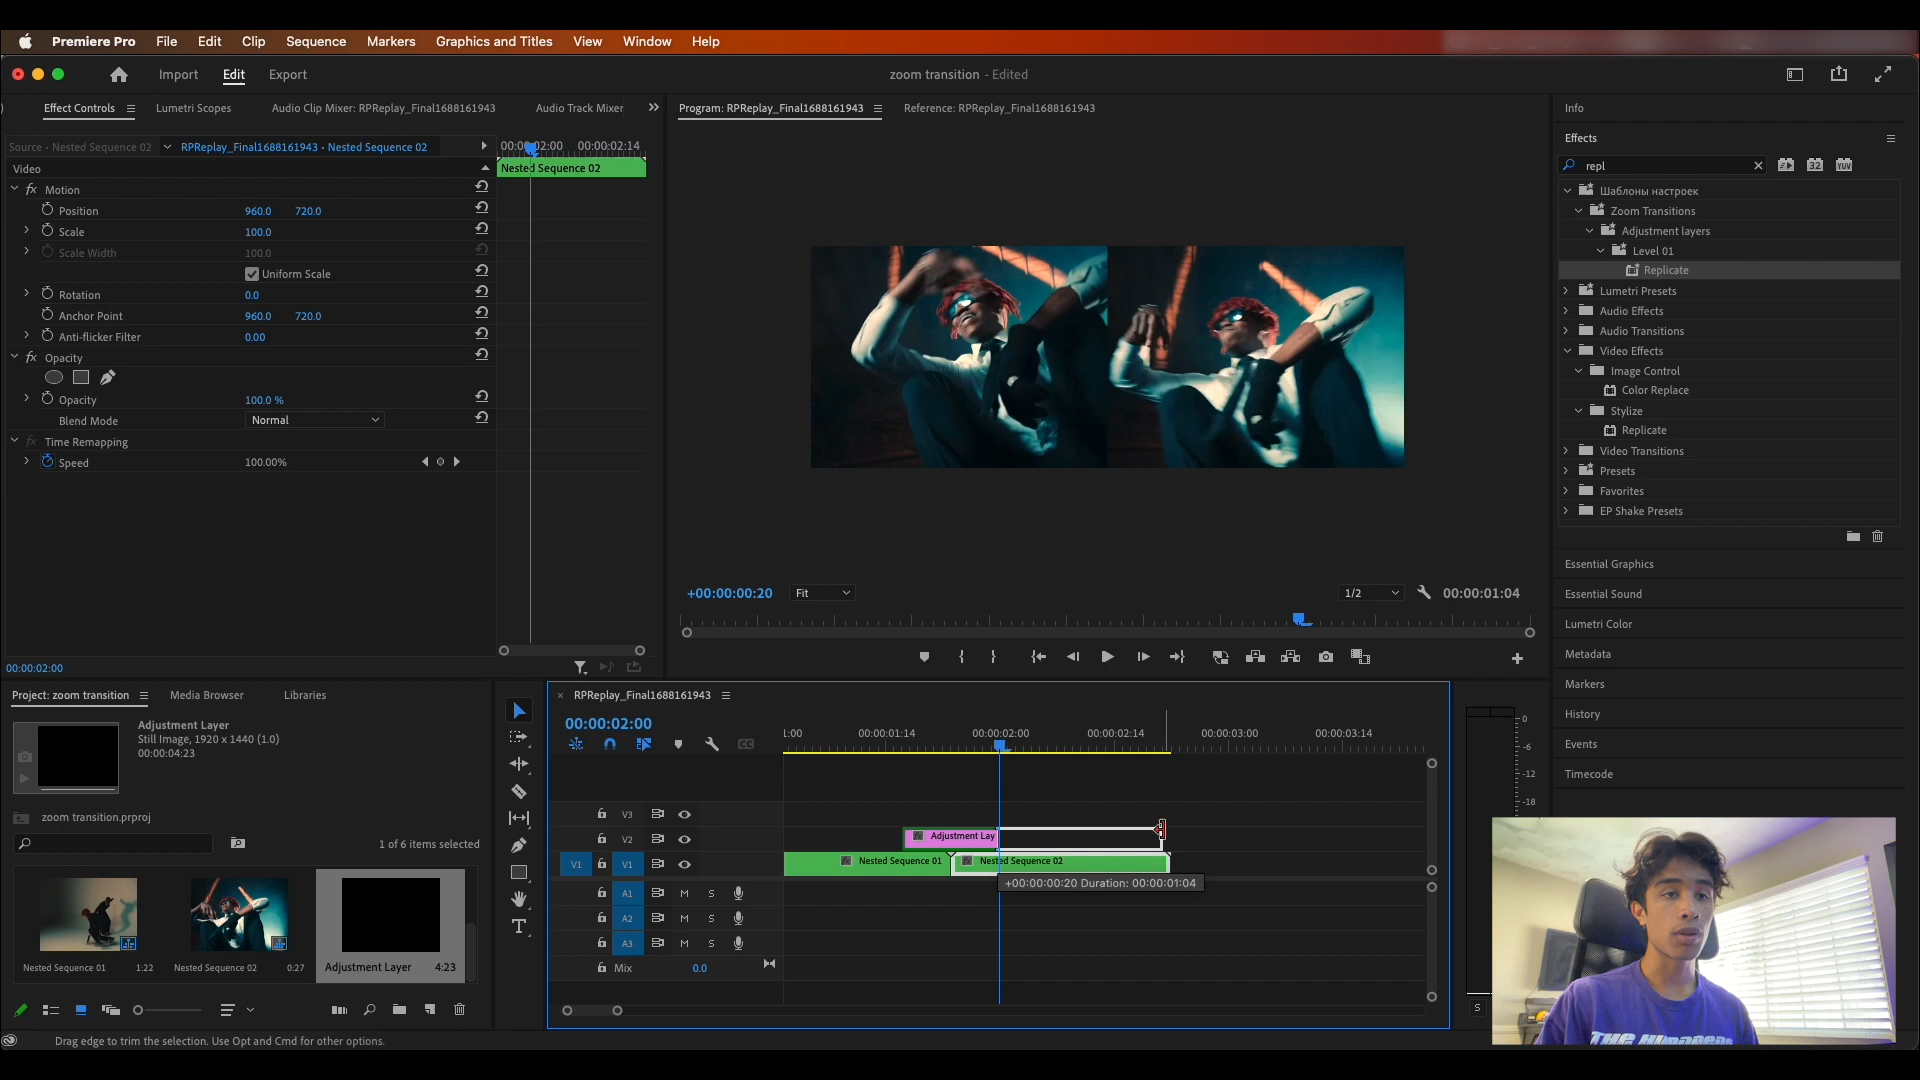 Premiere Pro File Edit Clip Sequence Markers Graphics and Titles View Window Help
Import Edit Export
zoom transition - Edited
Effect Controls Lumetri Scopes Audio Clip Mixer: RPReplay_Final1688161943 Audio Track Mixer
Source - Nested Sequence 02 RPReplay_Final1688161943 - Nested Sequence 02
Video
Motion
Position 960.0 720.0
Scale 100.0
Scale Width 100.0
Uniform Scale
Rotation 0.0
Anchor Point 960.0 720.0
Anti-flicker Filter 0.00
Opacity
Opacity 100.0 %
Blend Mode Normal
Time Remapping
Speed 100.00%
00:00:02:00 00:00:02:14
Nested Sequence 02
00:00:02:00
Program: RPReplay_Final1688161943 Reference: RPReplay_Final1688161943
+00:00:00:20 Fit 1/2 00:00:01:04
Info
Effects
repl
32 YUV
Шаблоны настроек
Zoom Transitions
Adjustment layers
Level 01
Replicate
Lumetri Presets
Audio Effects
Audio Transitions
Video Effects
Image Control
Color Replace
Stylize
Replicate
Video Transitions
Presets
Favorites
EP Shake Presets
Essential Graphics
Essential Sound
Lumetri Color
Metadata
Markers
History
Events
Timecode
Project: zoom transition Media Browser Libraries
Adjustment Layer
Still Image, 1920 x 1440 (1.0)
00:00:04:23
zoom transition.prproj
1 of 6 items selected
Nested Sequence 01 1:22
Nested Sequence 02 0:27
Adjustment Layer 4:23
RPReplay_Final1688161943
00:00:02:00
1:00 00:00:01:14 00:00:02:00 00:00:02:14 00:00:03:00 00:00:03:14
V3
V2 Adjustment Lay
V1 V1 Nested Sequence 01 Nested Sequence 02
+00:00:00:20 Duration: 00:00:01:04
A1 M S
A2 M S
A3 M S
Mix 0.0
0
-6
-12
-18
S
Drag edge to trim the selection. Use Opt and Cmd for other options.